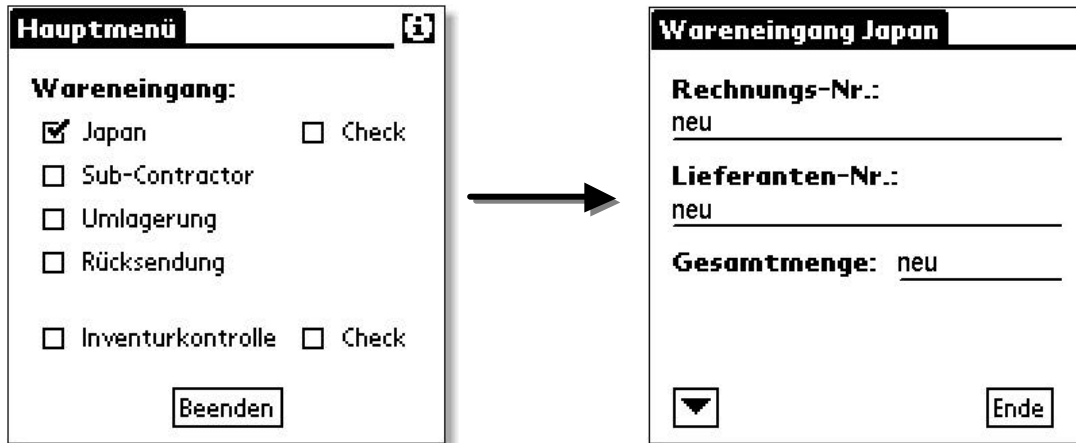 Hauptmenü
Wareneingang:
Japan Check
Sub-Contractor
Umlagerung
Rücksendung
Inventurkontrolle Check
Beenden
Wareneingang Japan
Rechnungs-Nr.:
neu
Lieferanten-Nr.:
neu
Gesamtmenge: neu
Ende